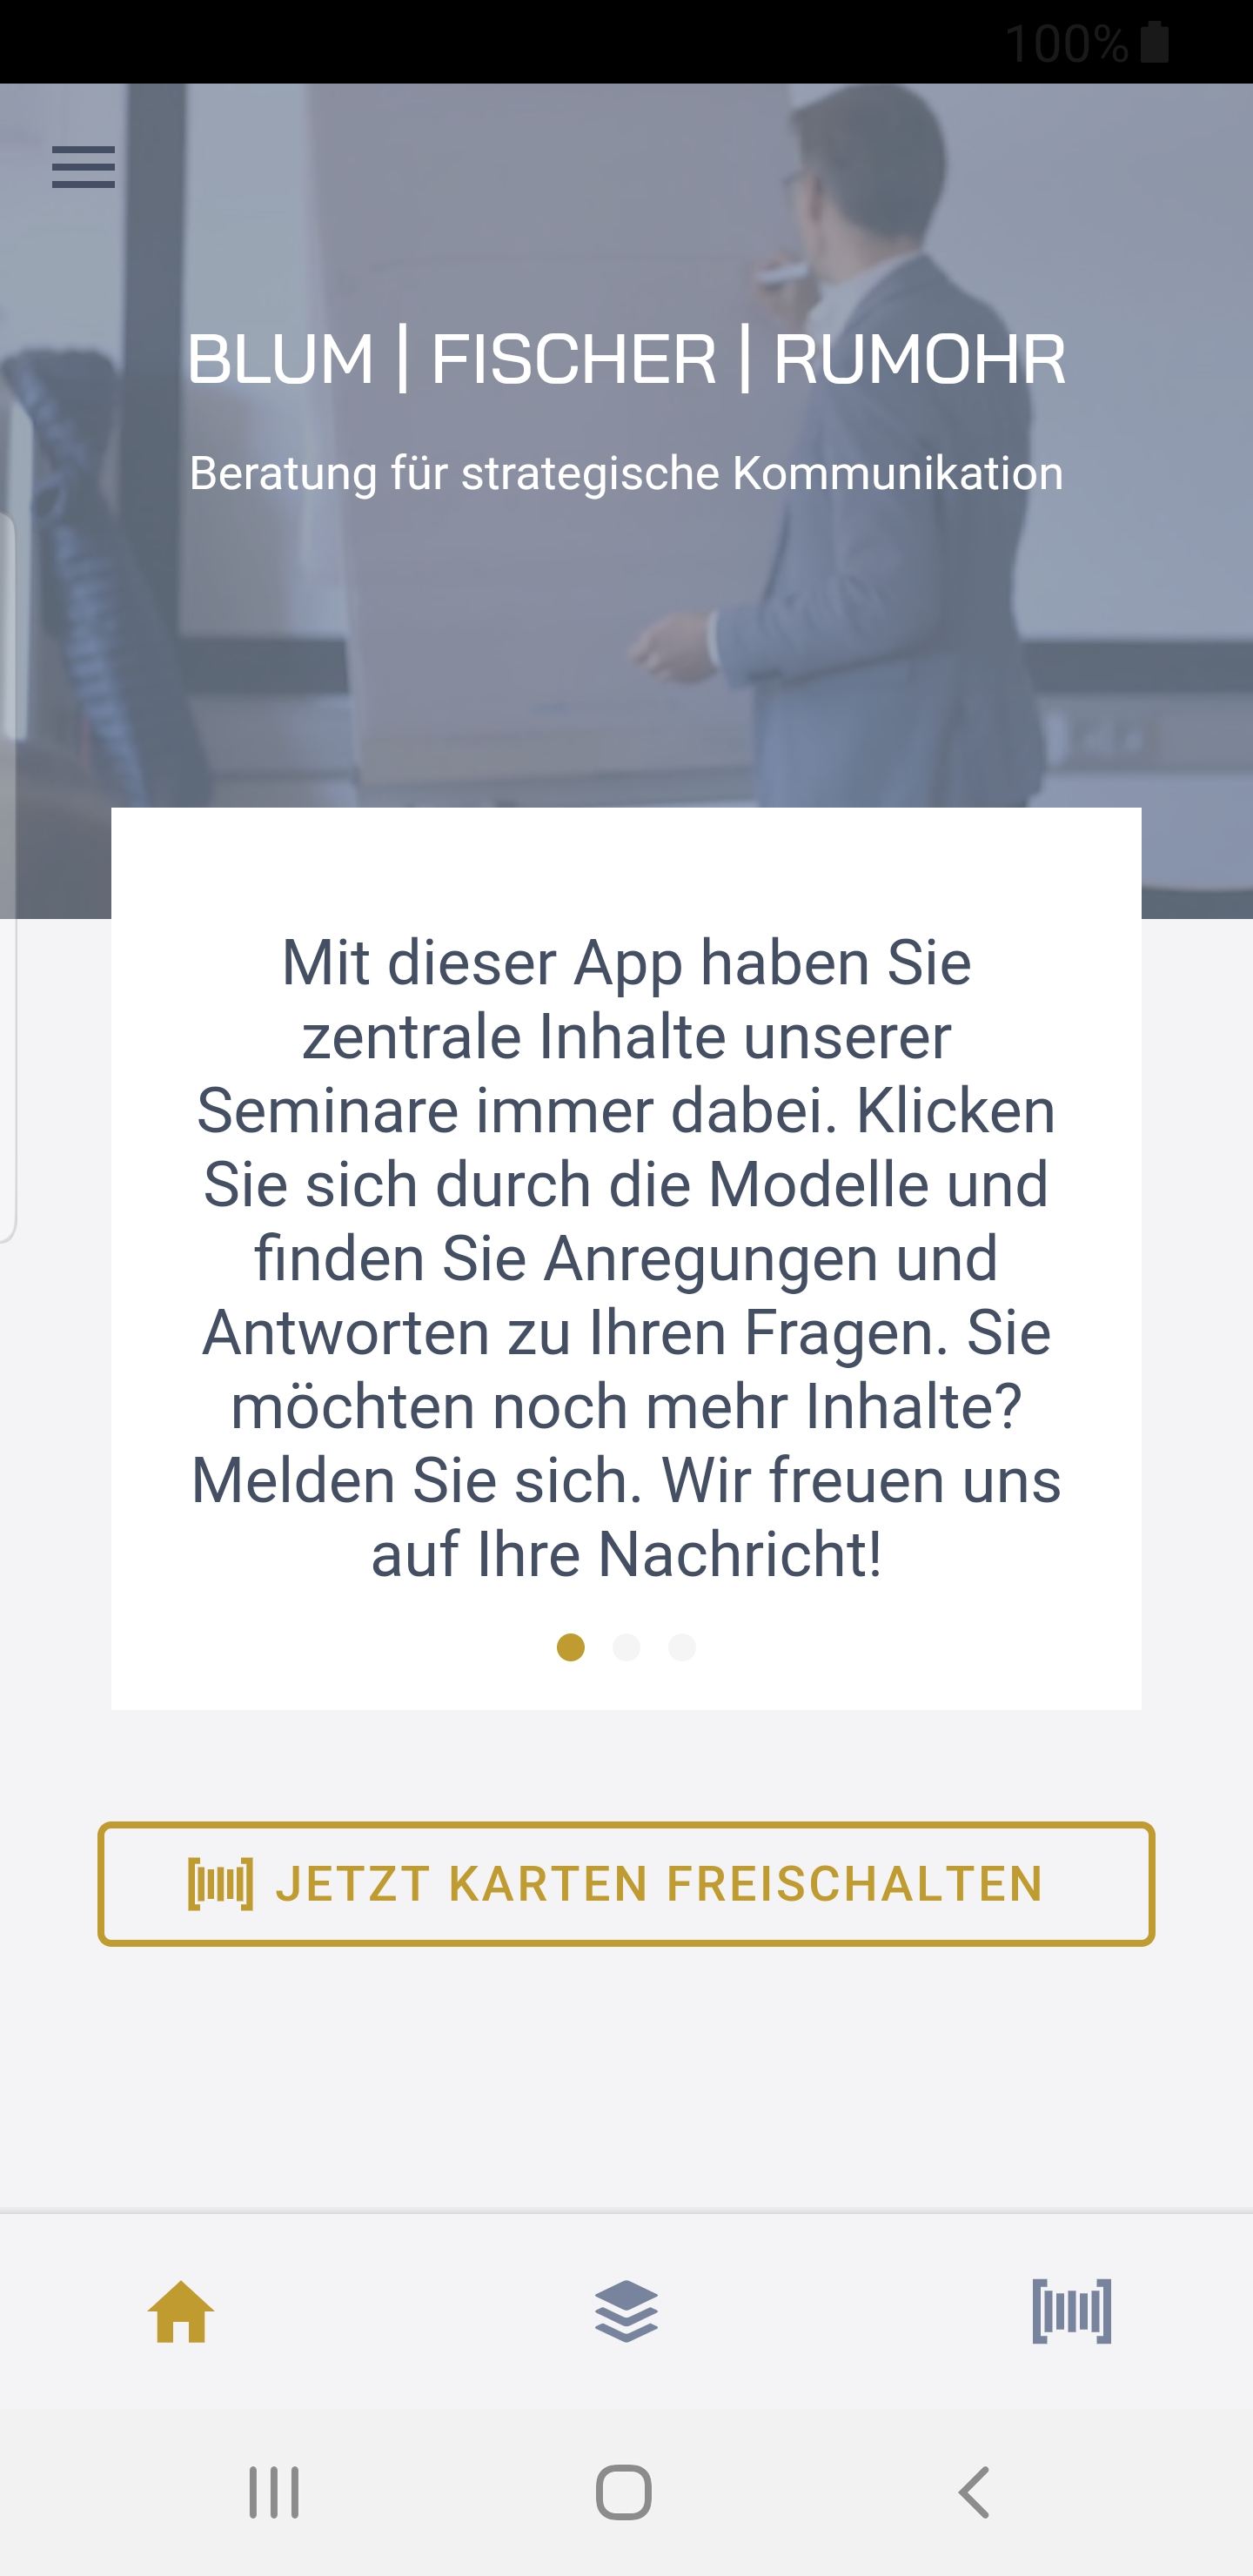 100%
BLUM | FISCHER | RUMOHR
Beratung für strategische Kommunikation
Mit dieser App haben Sie
zentrale Inhalte unserer
Seminare immer dabei. Klicken
Sie sich durch die Modelle und
finden Sie Anregungen und
Antworten zu Ihren Fragen. Sie
möchten noch mehr Inhalte?
Melden Sie sich. Wir freuen uns
auf Ihre Nachricht!
JETZT KARTEN FREISCHALTEN